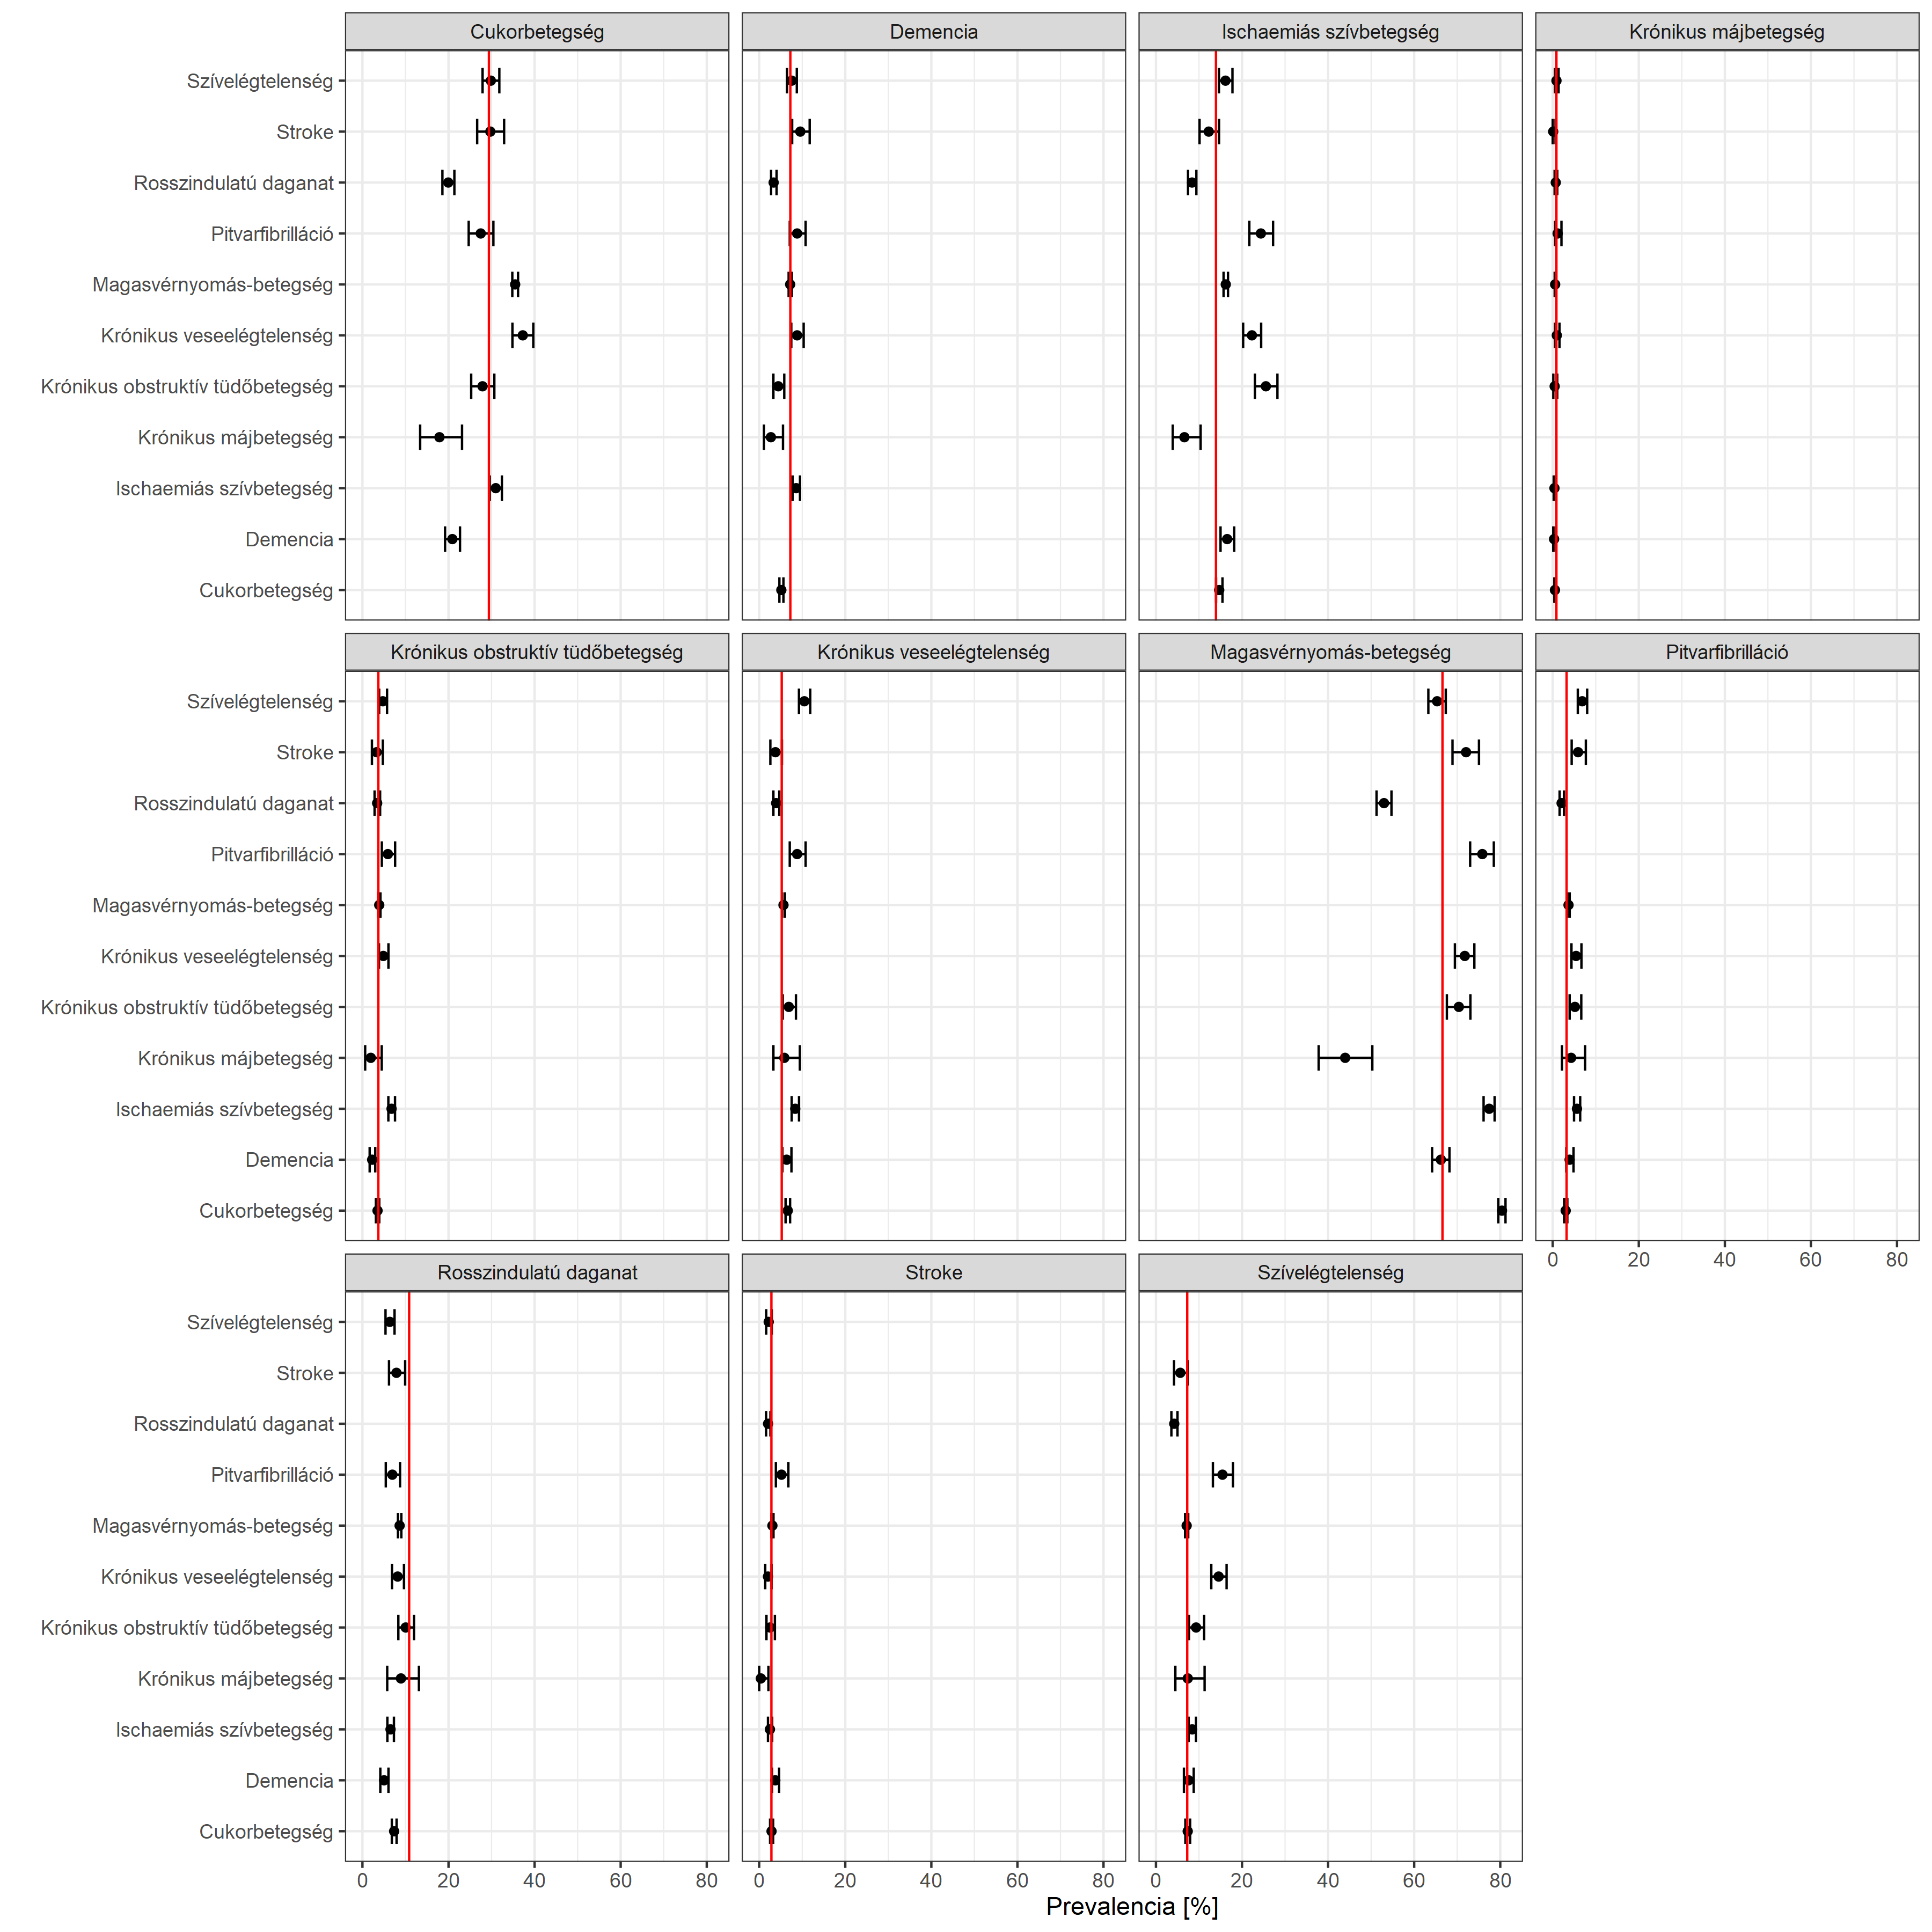 Cukorbetegség Demencia Ischaemiás szívbetegség Krónikus májbetegség
Szívelégtelenség
Stroke
Rosszindulatú daganat
Pitvarfibrilláció
Magasvérnyomás-betegség
Krónikus veseelégtelenség
Krónikus obstruktív tüdőbetegség
Krónikus májbetegség
Ischaemiás szívbetegség
Demencia
Cukorbetegség
Krónikus obstruktív tüdőbetegség Krónikus veseelégtelenség Magasvérnyomás-betegség Pitvarfibrilláció
Szívelégtelenség
Stroke
Rosszindulatú daganat
Pitvarfibrilláció
Magasvérnyomás-betegség
Krónikus veseelégtelenség
Krónikus obstruktív tüdőbetegség
Krónikus májbetegség
Ischaemiás szívbetegség
Demencia
Cukorbetegség
0 20 40 60 80
Rosszindulatú daganat Stroke Szívelégtelenség
Szívelégtelenség
Stroke
Rosszindulatú daganat
Pitvarfibrilláció
Magasvérnyomás-betegség
Krónikus veseelégtelenség
Krónikus obstruktív tüdőbetegség
Krónikus májbetegség
Ischaemiás szívbetegség
Demencia
Cukorbetegség
0 20 40 60 80 0 20 40 60 80 0 20 40 60 80
Prevalencia [%]